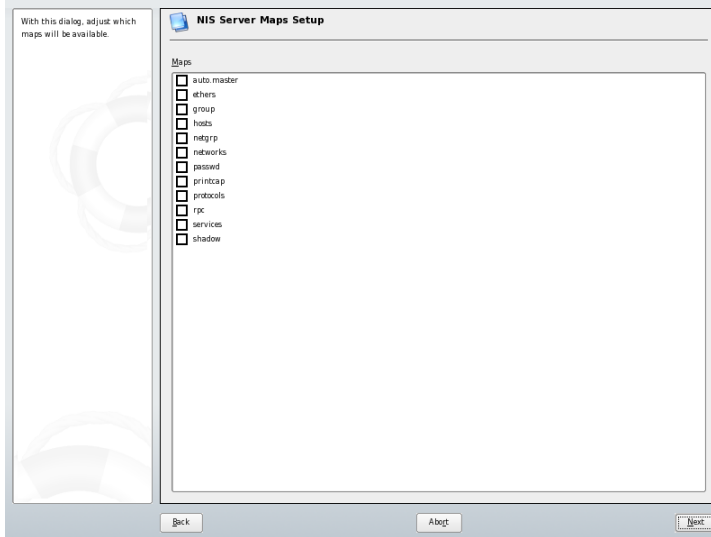 With this dialog, adjust which
maps will be available.
NIS Server Maps Setup
Maps
auto.master
ethers
group
hosts
netgrp
networks
passwd
printcap
protocols
rpc
services
shadow
Back
Abort
Next